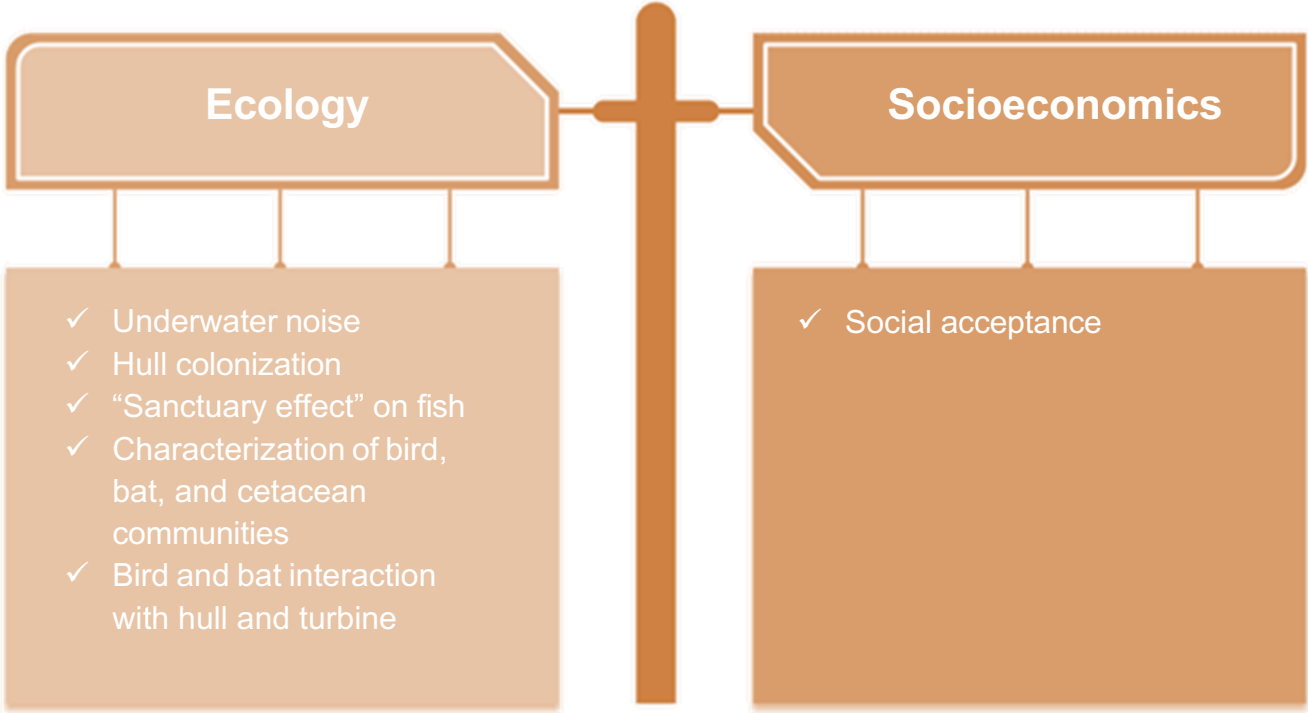 Ecology
✓ Underwater noise
✓ Hull colonization
✓ “Sanctuary effect” on fish
✓ Characterization of bird,
bat, and cetacean
communities
✓ Bird and bat interaction
with hull and turbine
Socioeconomics
✓ Social acceptance